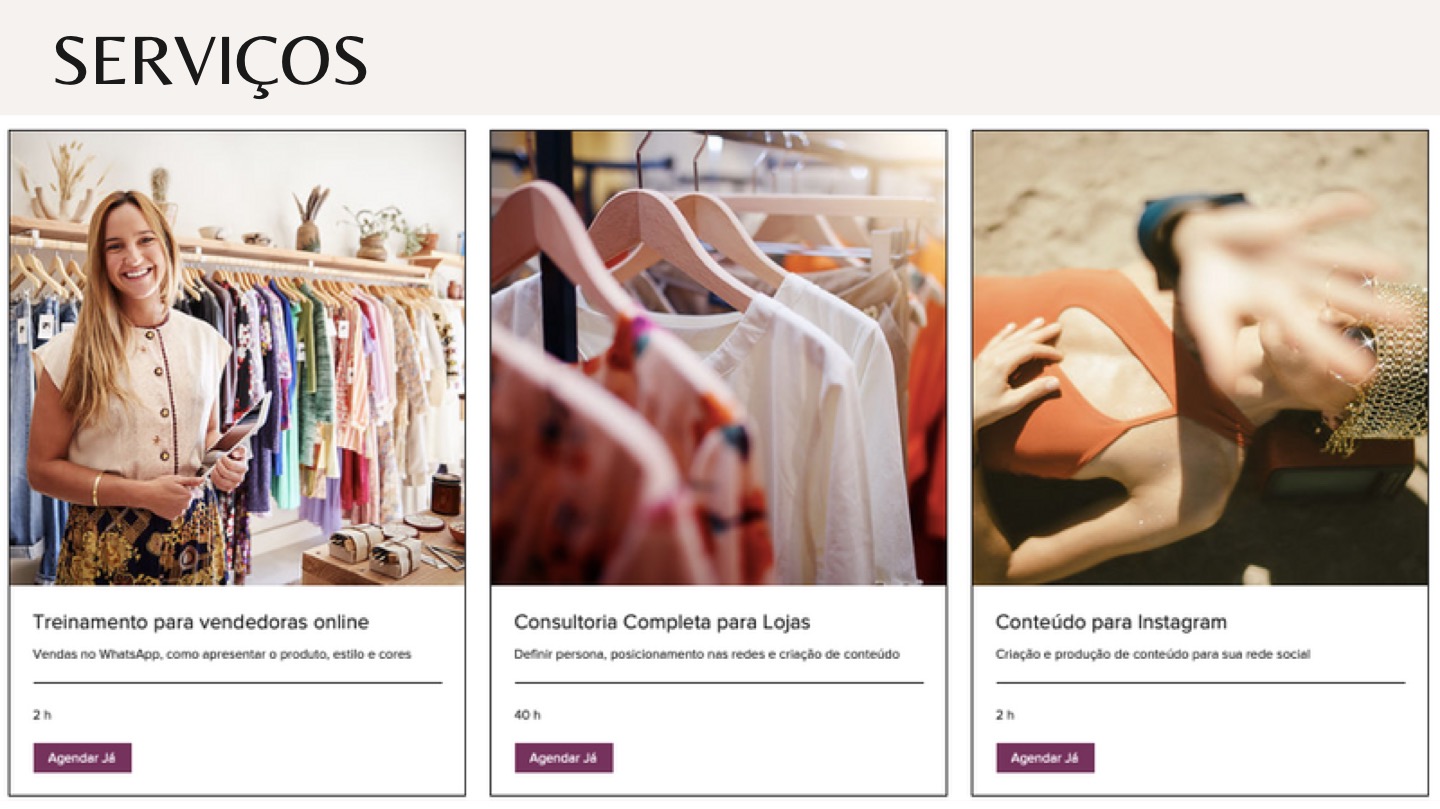 SERVIÇOS
Treinamento para vendedoras online
Vendas no WhatsApp, como apresentar o produto, estilo e cores
2 h
Agendar Já
Consultoria Completa para Lojas
Definir persona, posicionamento nas redes e criação de conteúdo
40 h
Agendar Já
Conteúdo para Instagram
Criação e produção de conteúdo para sua rede social
2 h
Agendar Já